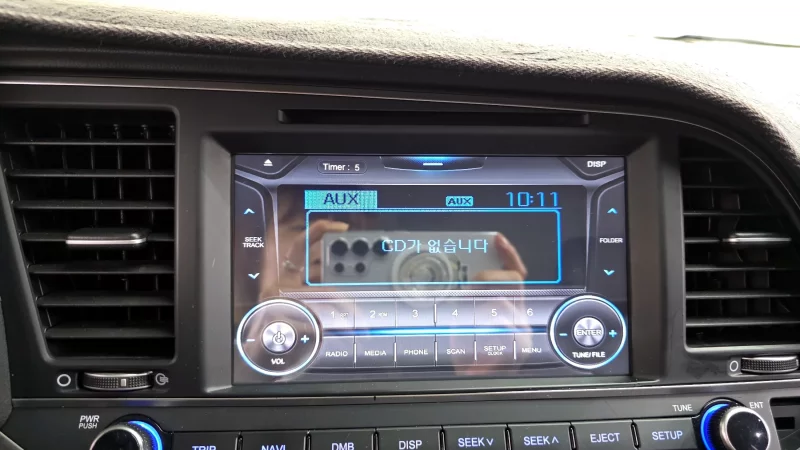 Timer : 5
DISP
AUX
AUX
10:11
CD가 없습니다
SEEK
TRACK
FOLDER
1
2
3
4
5
6
VOL
RADIO
MEDIA
PHONE
SCAN
SETUP
CLOCK
MENU
ENTER
TUNE/FILE
PWR
PUSH
TRIP
NAVI
DMB
DISP
SEEK∨
SEEK∧
EJECT
SETUP
TUNE
ENT